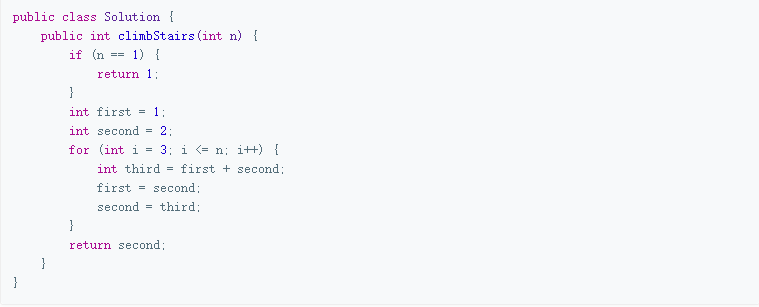 public class Solution {
    public int climbStairs(int n) {
        if (n == 1) {
            return 1;
        }
        int first = 1;
        int second = 2;
        for (int i = 3; i <= n; i++) {
            int third = first + second;
            first = second;
            second = third;
        }
        return second;
    }
}